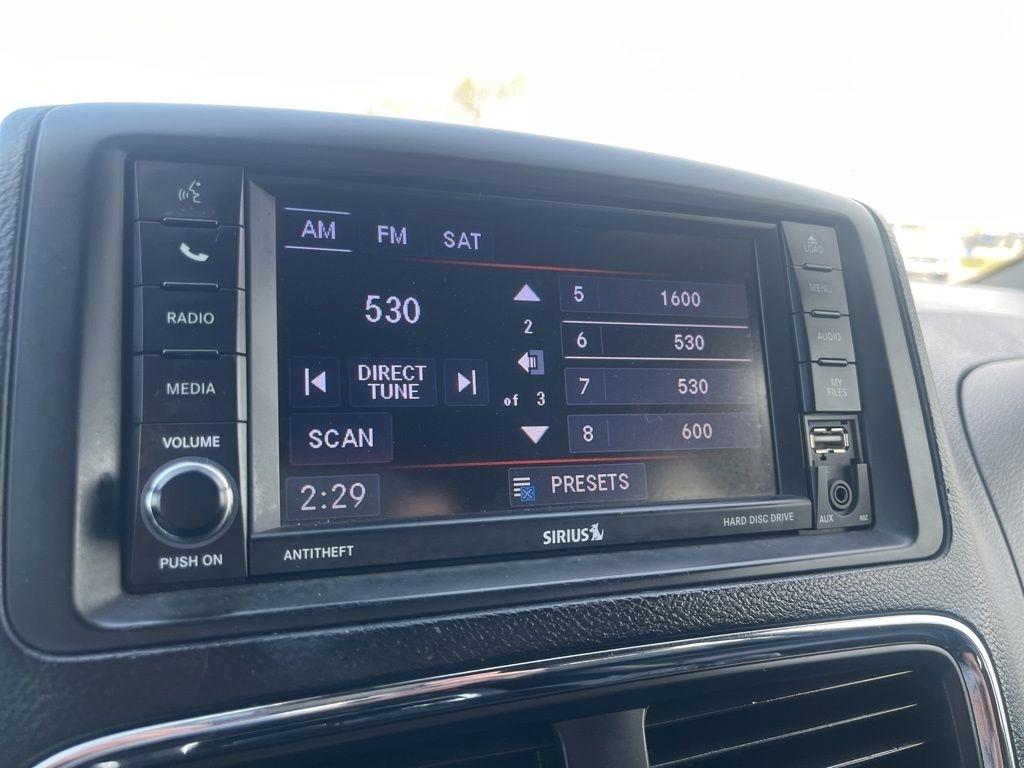 AM FM SAT
530
DIRECT
TUNE
SCAN
2:29
2
of 3
5 1600
6 530
7 530
8 600
PRESETS
RADIO
MEDIA
VOLUME
PUSH ON
ANTITHEFT
SIRIUS
HARD DISC DRIVE
LOAD
MENU
AUDIO
MY
FILES
AUX
RBZ